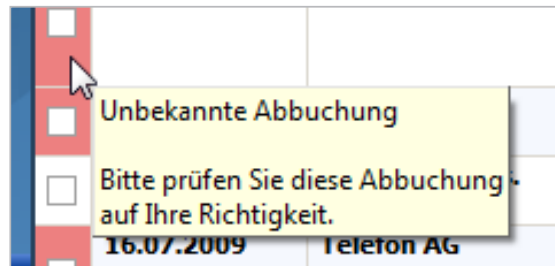 Unbekannte Abbuchung
Bitte prüfen Sie diese Abbuchung
auf Ihre Richtigkeit.
16.07.2009 Telefon AG